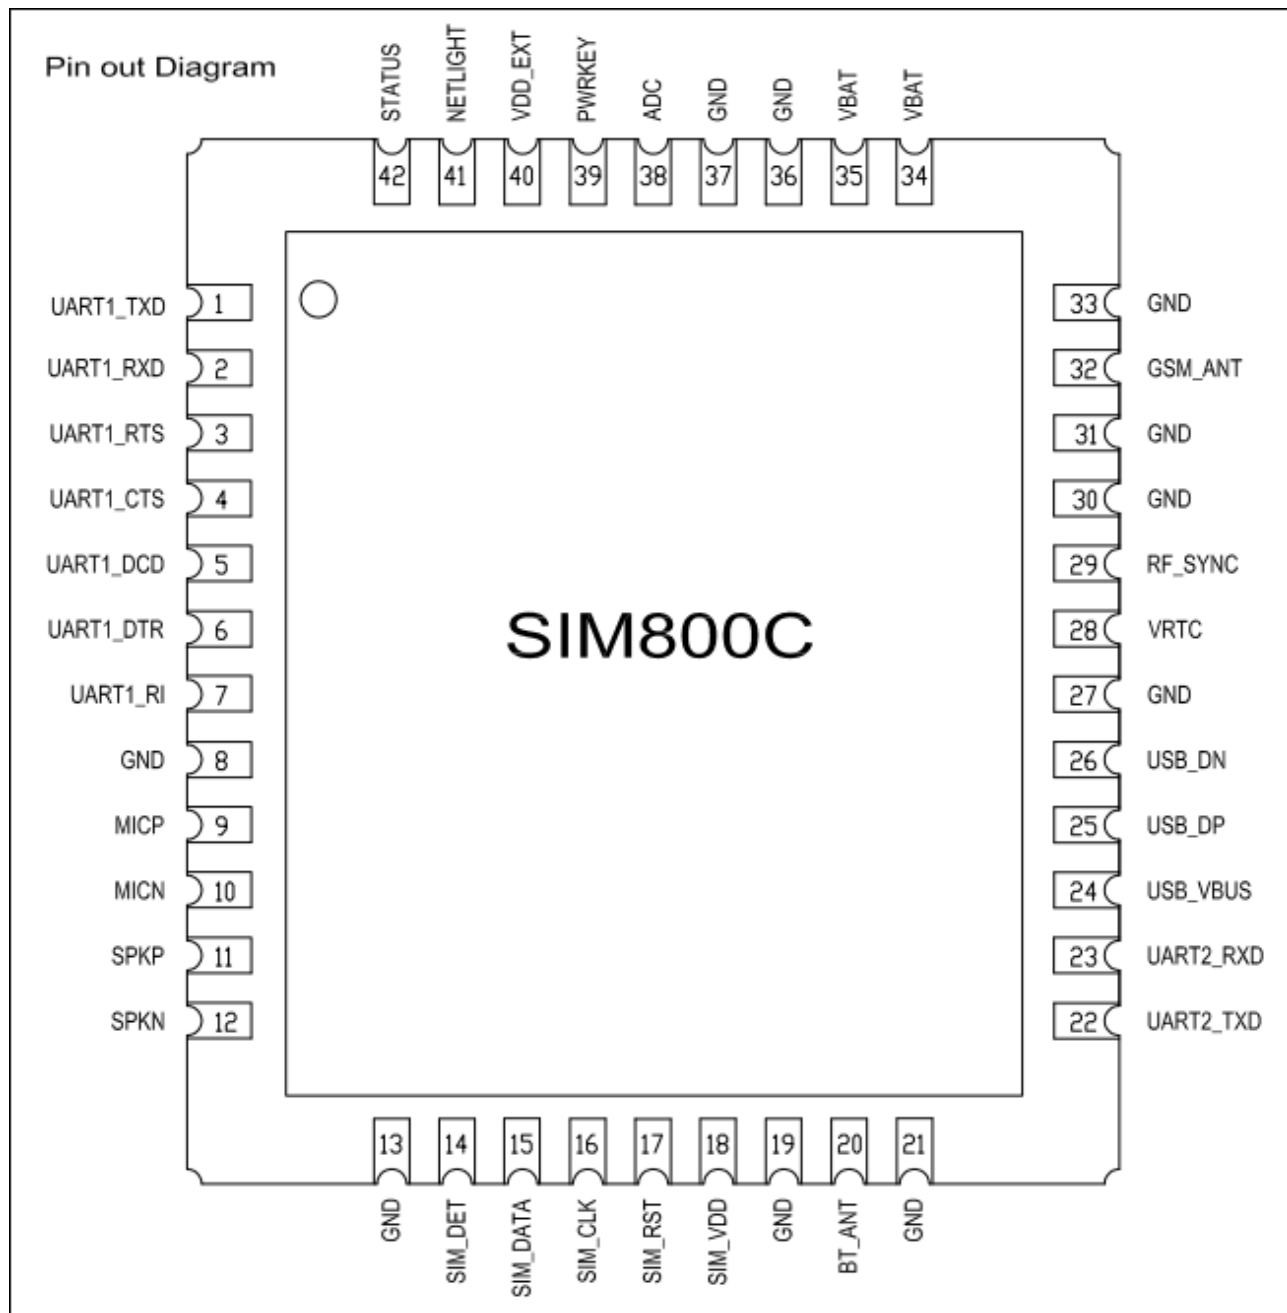 Pin out Diagram
STATUS
NETLIGHT
VDD_EXT
PWRKEY
ADC
GND
GND
VBAT
VBAT
42 41 40 39 38 37 36 35 34
UART1_TXD 1
UART1_RXD 2
UART1_RTS 3
UART1_CTS 4
UART1_DCD 5
UART1_DTR 6
UART1_RI 7
GND 8
MICP 9
MICN 10
SPKP 11
SPKN 12
SIM800C
33 GND
32 GSM_ANT
31 GND
30 GND
29 RF_SYNC
28 VRTC
27 GND
26 USB_DN
25 USB_DP
24 USB_VBUS
23 UART2_RXD
22 UART2_TXD
13 14 15 16 17 18 19 20 21
GND
SIM_DET
SIM_DATA
SIM_CLK
SIM_RST
SIM_VDD
GND
BT_ANT
GND